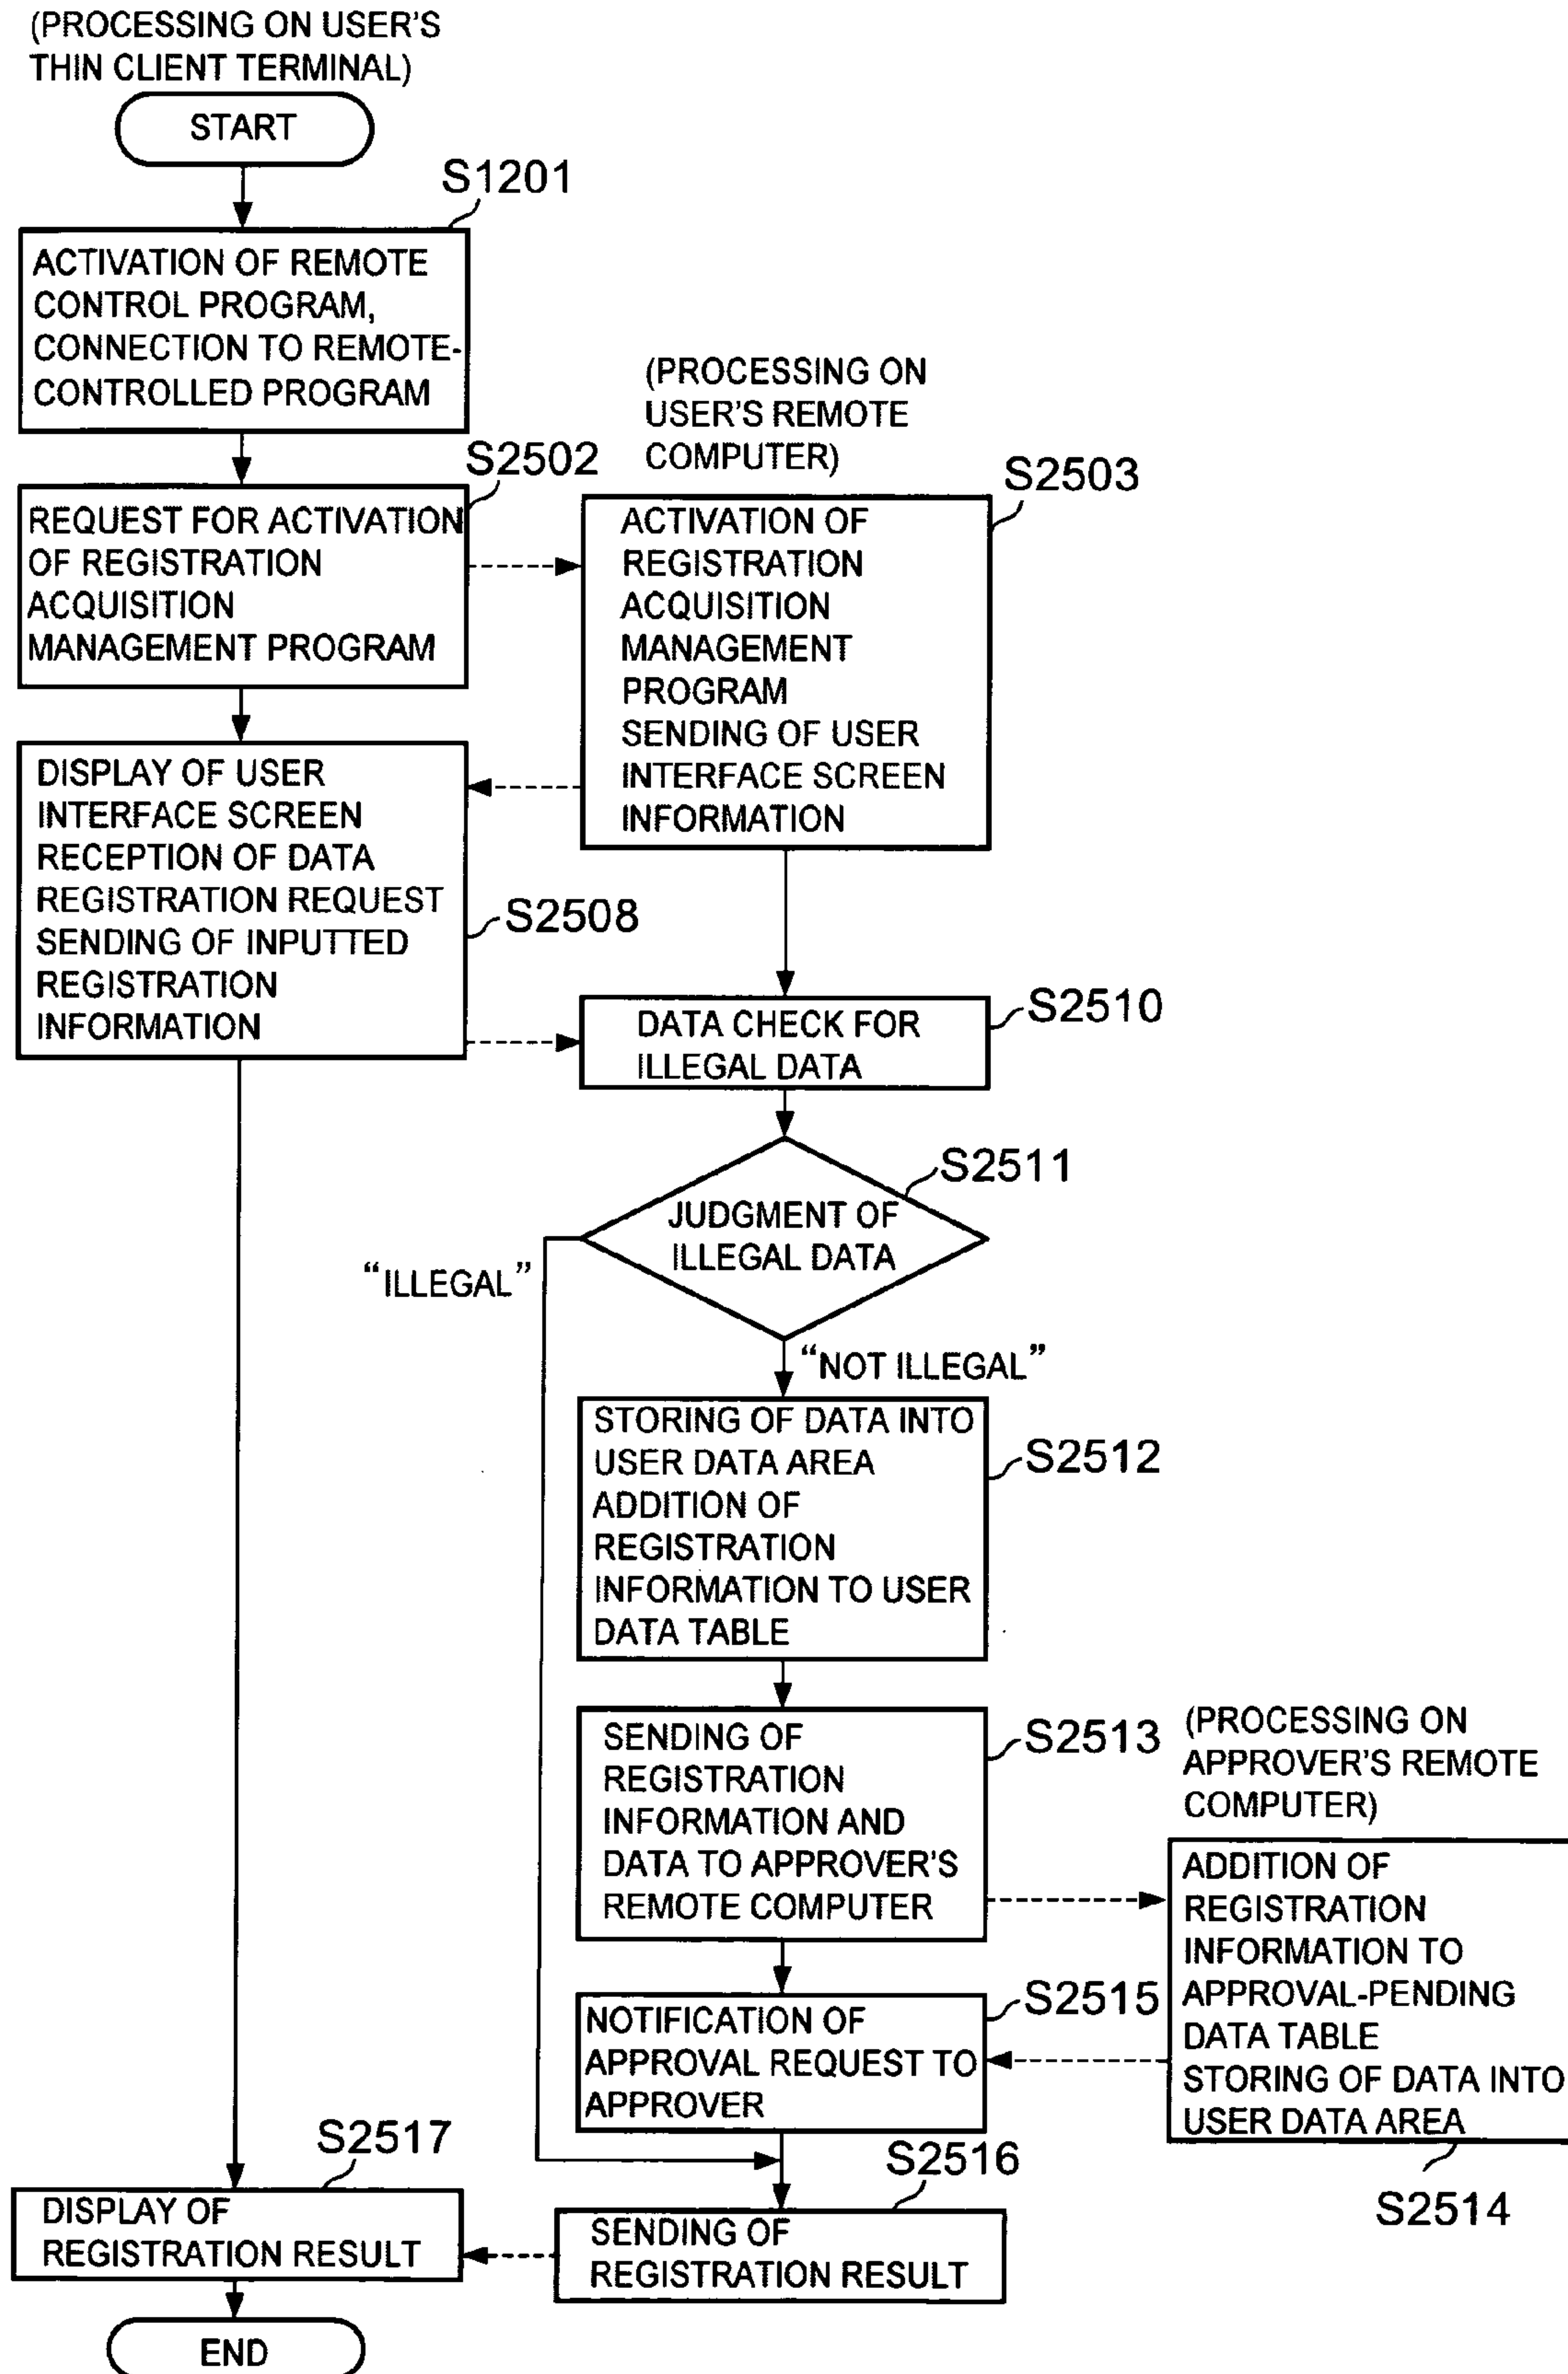 (PROCESSING ON USER'S
THIN CLIENT TERMINAL)
START
S1201
ACTIVATION OF REMOTE
CONTROL PROGRAM,
CONNECTION TO REMOTE-
CONTROLLED PROGRAM
(PROCESSING ON
USER'S REMOTE
COMPUTER)
S2502
REQUEST FOR ACTIVATION
OF REGISTRATION
ACQUISITION
MANAGEMENT PROGRAM
S2503
ACTIVATION OF
REGISTRATION
ACQUISITION
MANAGEMENT
PROGRAM
SENDING OF USER
INTERFACE SCREEN
INFORMATION
DISPLAY OF USER
INTERFACE SCREEN
RECEPTION OF DATA
REGISTRATION REQUEST
SENDING OF INPUTTED
REGISTRATION
INFORMATION
S2508
DATA CHECK FOR
ILLEGAL DATA
S2510
S2511
JUDGMENT OF
ILLEGAL DATA
“ILLEGAL”
“NOT ILLEGAL”
STORING OF DATA INTO
USER DATA AREA
ADDITION OF
REGISTRATION
INFORMATION TO USER
DATA TABLE
S2512
SENDING OF
REGISTRATION
INFORMATION AND
DATA TO APPROVER'S
REMOTE COMPUTER
S2513
(PROCESSING ON
APPROVER'S REMOTE
COMPUTER)
ADDITION OF
REGISTRATION
INFORMATION TO
APPROVAL-PENDING
DATA TABLE
STORING OF DATA INTO
USER DATA AREA
S2514
NOTIFICATION OF
APPROVAL REQUEST TO
APPROVER
S2515
S2516
SENDING OF
REGISTRATION RESULT
S2517
DISPLAY OF
REGISTRATION RESULT
END